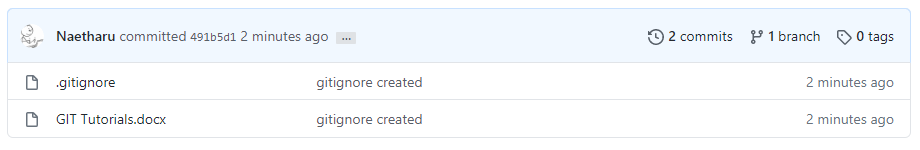 Naetharu committed 491b5d1 2 minutes ago ... 2 commits 1 branch 0 tags
.gitignore gitignore created 2 minutes ago
GIT Tutorials.docx gitignore created 2 minutes ago